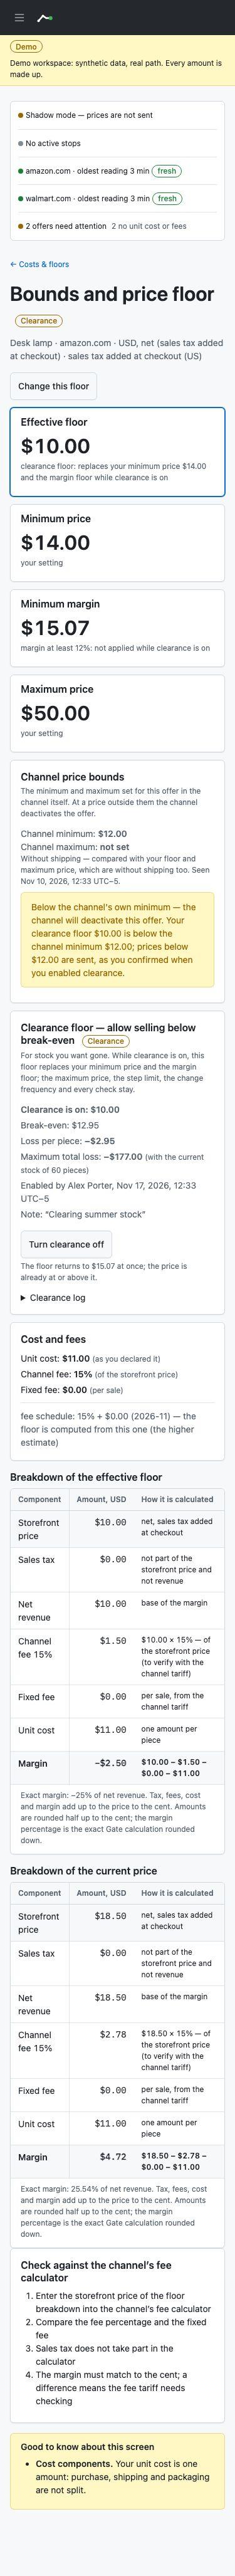 Demo
Demo workspace: synthetic data, real path. Every amount is
made up.
Shadow mode — prices are not sent
No active stops
amazon.com · oldest reading 3 min fresh
walmart.com · oldest reading 3 min fresh
2 offers need attention 2 no unit cost or fees
← Costs & floors
Bounds and price floor
Clearance
Desk lamp · amazon.com · USD, net (sales tax added
at checkout) · sales tax added at checkout (US)
Change this floor
Effective floor
$10.00
clearance floor: replaces your minimum price $14.00
and the margin floor while clearance is on
Minimum price
$14.00
your setting
Minimum margin
$15.07
margin at least 12%: not applied while clearance is on
Maximum price
$50.00
your setting
Channel price bounds
The minimum and maximum set for this offer in the
channel itself. At a price outside them the channel
deactivates the offer.
Channel minimum: $12.00
Channel maximum: not set
Without shipping — compared with your floor and
maximum price, which are without shipping too. Seen
Nov 10, 2026, 12:33 UTC−5.
Below the channel's own minimum — the
channel will deactivate this offer. Your
clearance floor $10.00 is below the
channel minimum $12.00; prices below
$12.00 are sent, as you confirmed when
you enabled clearance.
Clearance floor — allow selling below
break-even Clearance
For stock you want gone. While clearance is on, this
floor replaces your minimum price and the margin
floor; the maximum price, the step limit, the change
frequency and every check stay.
Clearance is on: $10.00
Break-even: $12.95
Loss per piece: −$2.95
Maximum total loss: −$177.00 (with the current
stock of 60 pieces)
Enabled by Alex Porter, Nov 17, 2026, 12:33
UTC−5
Note: “Clearing summer stock”
Turn clearance off
The floor returns to $15.07 at once; the price is
already at or above it.
Clearance log
Cost and fees
Unit cost: $11.00 (as you declared it)
Channel fee: 15% (of the storefront price)
Fixed fee: $0.00 (per sale)
fee schedule: 15% + $0.00 (2026-11) — the
floor is computed from this one (the higher
estimate)
Breakdown of the effective floor
Component Amount, USD How it is calculated
Storefront price $10.00 net, sales tax added at checkout
Sales tax $0.00 not part of the storefront price and not revenue
Net revenue $10.00 base of the margin
Channel fee 15% $1.50 $10.00 × 15% — of the storefront price (to verify with the channel tariff)
Fixed fee $0.00 per sale, from the channel tariff
Unit cost $11.00 one amount per piece
Margin −$2.50 $10.00 − $1.50 − $0.00 − $11.00
Exact margin: −25% of net revenue. Tax, fees, cost
and margin add up to the price to the cent. Amounts
are rounded half up to the cent; the margin
percentage is the exact Gate calculation rounded
down.
Breakdown of the current price
Component Amount, USD How it is calculated
Storefront price $18.50 net, sales tax added at checkout
Sales tax $0.00 not part of the storefront price and not revenue
Net revenue $18.50 base of the margin
Channel fee 15% $2.78 $18.50 × 15% — of the storefront price (to verify with the channel tariff)
Fixed fee $0.00 per sale, from the channel tariff
Unit cost $11.00 one amount per piece
Margin $4.72 $18.50 − $2.78 − $0.00 − $11.00
Exact margin: 25.54% of net revenue. Tax, fees, cost
and margin add up to the price to the cent. Amounts
are rounded half up to the cent; the margin
percentage is the exact Gate calculation rounded
down.
Check against the channel's fee
calculator
1. Enter the storefront price of the floor
breakdown into the channel's fee calculator
2. Compare the fee percentage and the fixed
fee
3. Sales tax does not take part in the
calculator
4. The margin must match to the cent; a
difference means the fee tariff needs
checking
Good to know about this screen
• Cost components. Your unit cost is one
amount: purchase, shipping and packaging
are not split.